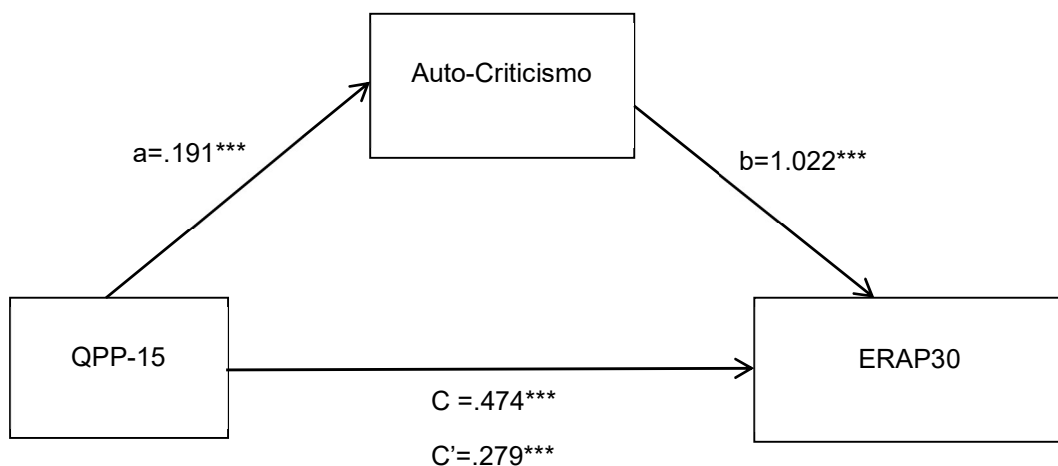 Auto-Criticismo
a=.191***
b=1.022***
QPP-15
ERAP30
C =.474***
C’=.279***